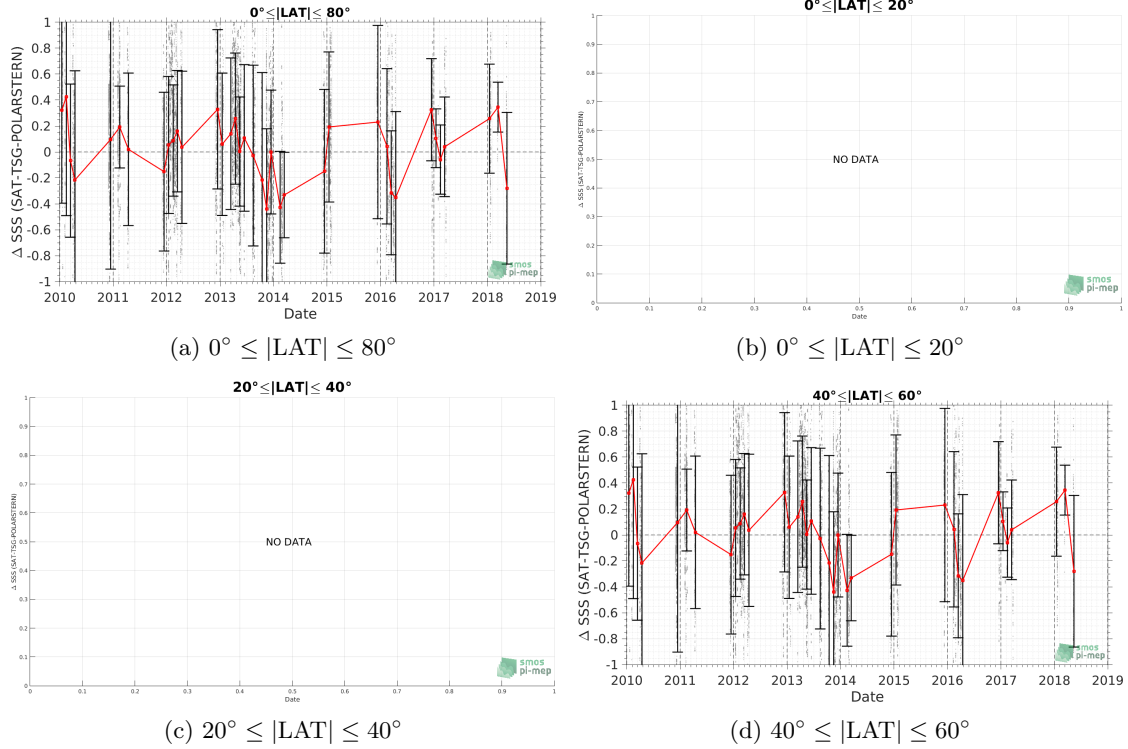 0°≤|LAT|≤ 80°
Δ SSS (SAT-TSG-POLARSTERN)
1
0.8
0.6
0.4
0.2
0
-0.2
-0.4
-0.6
-0.8
-1
2010 2011 2012 2013 2014 2015 2016 2017 2018 2019
Date
smos
pi-mep
(a) 0° ≤ |LAT| ≤ 80°
0°≤|LAT|≤ 20°
Δ SSS (SAT-TSG-POLARSTERN)
1
0.9
0.8
0.7
0.6
0.5
0.4
0.3
0.2
0.1
0
NO DATA
0 0.1 0.2 0.3 0.4 0.5 0.6 0.7 0.8 0.9 1
Date
smos
pi-mep
(b) 0° ≤ |LAT| ≤ 20°
20°≤|LAT|≤ 40°
Δ SSS (SAT-TSG-POLARSTERN)
1
0.9
0.8
0.7
0.6
0.5
0.4
0.3
0.2
0.1
0
NO DATA
0 0.1 0.2 0.3 0.4 0.5 0.6 0.7 0.8 0.9 1
Date
smos
pi-mep
(c) 20° ≤ |LAT| ≤ 40°
40°≤|LAT|≤ 60°
Δ SSS (SAT-TSG-POLARSTERN)
1
0.8
0.6
0.4
0.2
0
-0.2
-0.4
-0.6
-0.8
-1
2010 2011 2012 2013 2014 2015 2016 2017 2018 2019
Date
smos
pi-mep
(d) 40° ≤ |LAT| ≤ 60°